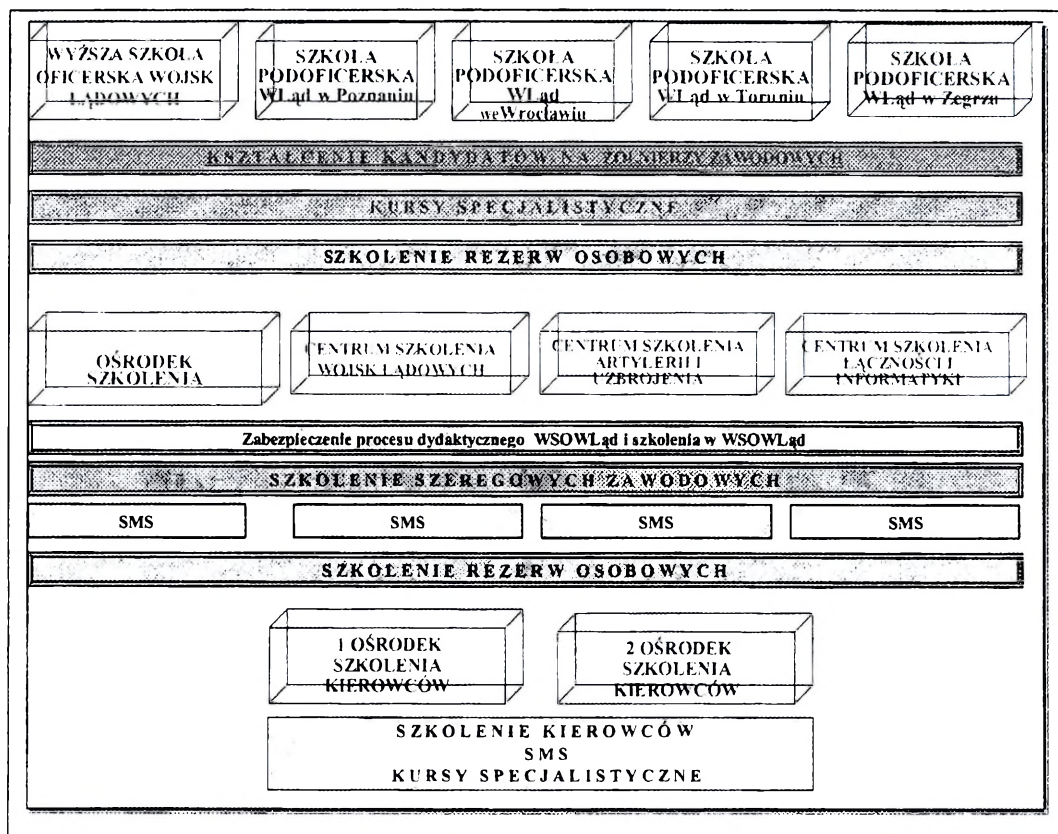 WYŻSZA SZKOŁA
OFICERSKA WOJSK
LĄDOWYCH
SZKOŁA
PODOFICERSKA
WLąd w Poznaniu
SZKOŁA
PODOFICERSKA
WLąd
we Wrocławiu
SZKOŁA
PODOFICERSKA
WLąd w Toruniu
SZKOŁA
PODOFICERSKA
WLąd w Zegrzu
KSZTAŁCENIE KANDYDATÓW NA ŻOŁNIERZY ZAWODOWYCH
KURSY SPECJALISTYCZNE
SZKOLENIE REZERW OSOBOWYCH
OŚRODEK
SZKOLENIA
CENTRUM SZKOLENIA
WOJSK LĄDOWYCH
CENTRUM SZKOLENIA
ARTYLERII I
UZBROJENIA
CENTRUM SZKOLENIA
ŁĄCZNOŚCI I
INFORMATYKI
Zabezpieczenie procesu dydaktycznego WSOWLąd i szkolenia w WSOWLąd
SZKOLENIE SZEREGOWYCH ZAWODOWYCH
SMS
SMS
SMS
SMS
SZKOLENIE REZERW OSOBOWYCH
1 OŚRODEK
SZKOLENIA
KIEROWCÓW
2 OŚRODEK
SZKOLENIA
KIEROWCÓW
SZKOLENIE KIEROWCÓW
SMS
KURSY SPECJALISTYCZNE